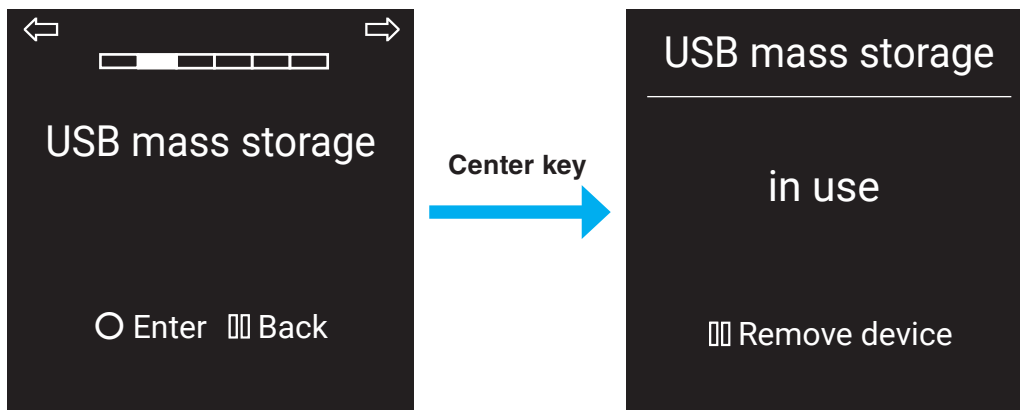 USB mass storage
Enter Back
Center key
USB mass storage
in use
Remove device